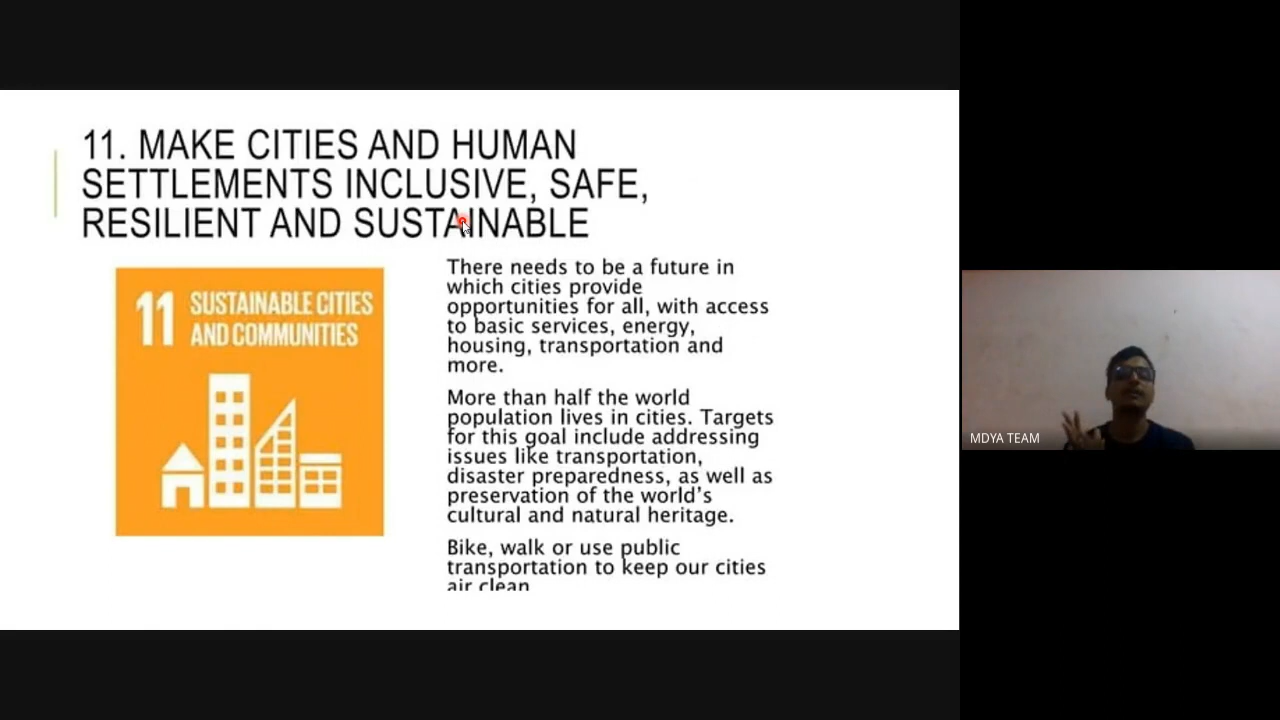 11. MAKE CITIES AND HUMAN
SETTLEMENTS INCLUSIVE, SAFE,
RESILIENT AND SUSTAINABLE
11 SUSTAINABLE CITIES
AND COMMUNITIES
There needs to be a future in
which cities provide
opportunities for all, with access
to basic services, energy,
housing, transportation and
more.
More than half the world
population lives in cities. Targets
for this goal include addressing
issues like transportation,
disaster preparedness, as well as
preservation of the world’s
cultural and natural heritage.
Bike, walk or use public
transportation to keep our cities
air clean
MDYA TEAM